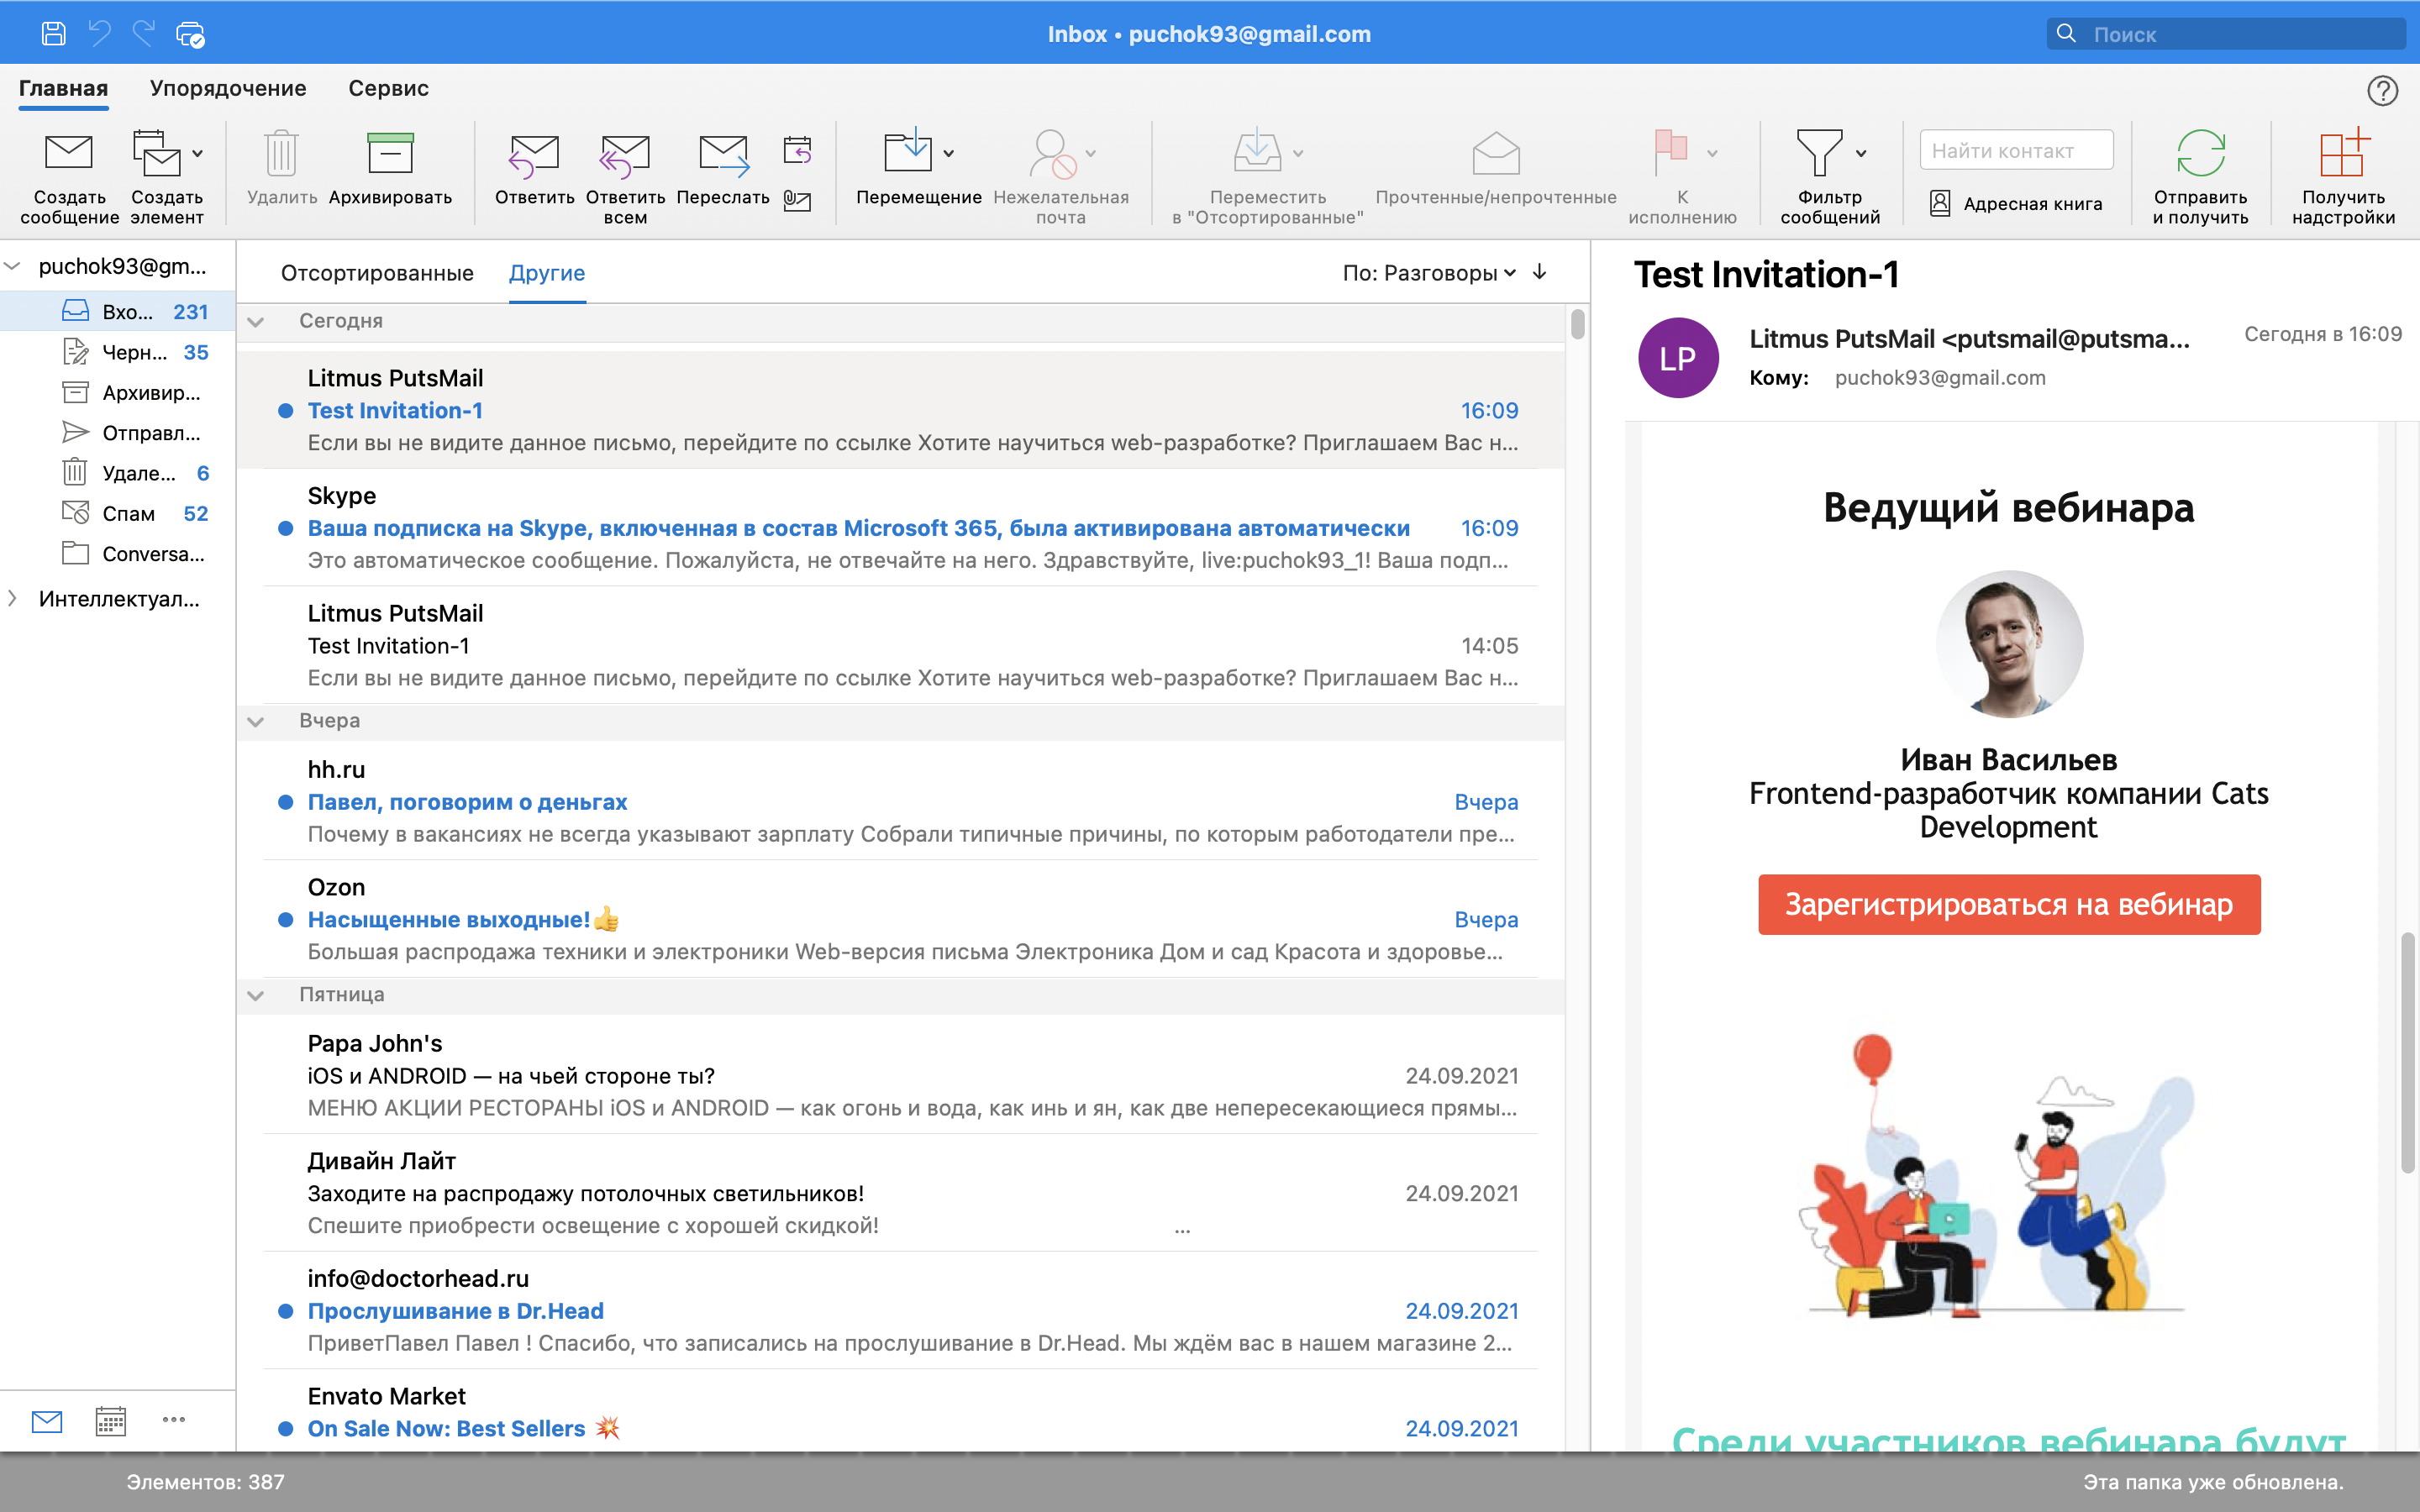 Inbox • puchok93@gmail.com
Поиск
Главная
Упорядочение
Сервис
Создать
сообщение
Создать
элемент
Удалить
Архивировать
Ответить
Ответить
всем
Переслать
Перемещение
Нежелательная
почта
Переместить
в "Отсортированные"
Прочтенные/непрочтенные
К
исполнению
Фильтр
сообщений
Найти контакт
Адресная книга
Отправить
и получить
Получить
надстройки
puchok93@gm...
Вхо... 231
Черн... 35
Архивир...
Отправл...
Удале... 6
Спам 52
Conversa...
Интеллектуал...
Отсортированные
Другие
По: Разговоры
Сегодня
Litmus PutsMail
Test Invitation-1 16:09
Если вы не видите данное письмо, перейдите по ссылке Хотите научиться web-разработке? Приглашаем Вас н...
Skype
Ваша подписка на Skype, включенная в состав Microsoft 365, была активирована автоматически 16:09
Это автоматическое сообщение. Пожалуйста, не отвечайте на него. Здравствуйте, live:puchok93_1! Ваша подп...
Litmus PutsMail
Test Invitation-1 14:05
Если вы не видите данное письмо, перейдите по ссылке Хотите научиться web-разработке? Приглашаем Вас н...
Вчера
hh.ru
Павел, поговорим о деньгах Вчера
Почему в вакансиях не всегда указывают зарплату Собрали типичные причины, по которым работодатели пре...
Ozon
Насыщенные выходные!👍 Вчера
Большая распродажа техники и электроники Web-версия письма Электроника Дом и сад Красота и здоровье...
Пятница
Papa John's
iOS и ANDROID — на чьей стороне ты? 24.09.2021
МЕНЮ АКЦИИ РЕСТОРАНЫ iOS и ANDROID — как огонь и вода, как инь и ян, как две непересекающиеся прямы...
Дивайн Лайт
Заходите на распродажу потолочных светильников! 24.09.2021
Спешите приобрести освещение с хорошей скидкой! ...
info@doctorhead.ru
Прослушивание в Dr.Head 24.09.2021
ПриветПавел Павел ! Спасибо, что записались на прослушивание в Dr.Head. Мы ждём вас в нашем магазине 2...
Envato Market
On Sale Now: Best Sellers 💥 24.09.2021
Test Invitation-1
LP
Litmus PutsMail <putsmail@putsma...
Сегодня в 16:09
Кому: puchok93@gmail.com
Ведущий вебинара
Иван Васильев
Frontend-разработчик компании Cats
Development
Зарегистрироваться на вебинар
Среди участников вебинара будут
Элементов: 387
Эта папка уже обновлена.